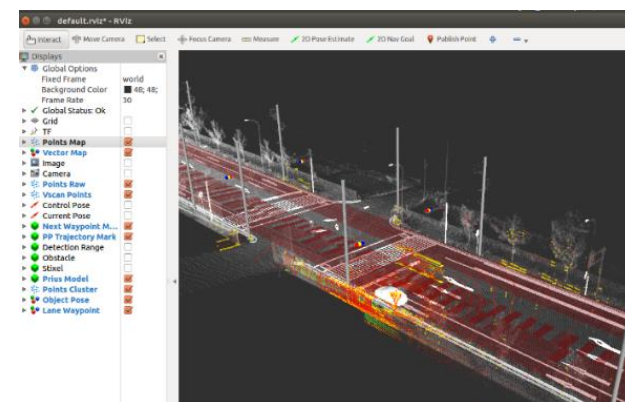 default.rviz* - RViz
Interact Move Camera Select Focus Camera Measure 2D Pose Estimate 2D Nav Goal Publish Point
Displays
Global Options
Fixed Frame world
Background Color 48; 48;
Frame Rate 30
Global Status: Ok
Grid
TF
Points Map
Vector Map
Image
Camera
Points Raw
Vscan Points
Control Pose
Current Pose
Next Waypoint M...
PP Trajectory Mark
Detection Range
Obstacle
Stixel
Prius Model
Points Cluster
Object Pose
Lane Waypoint